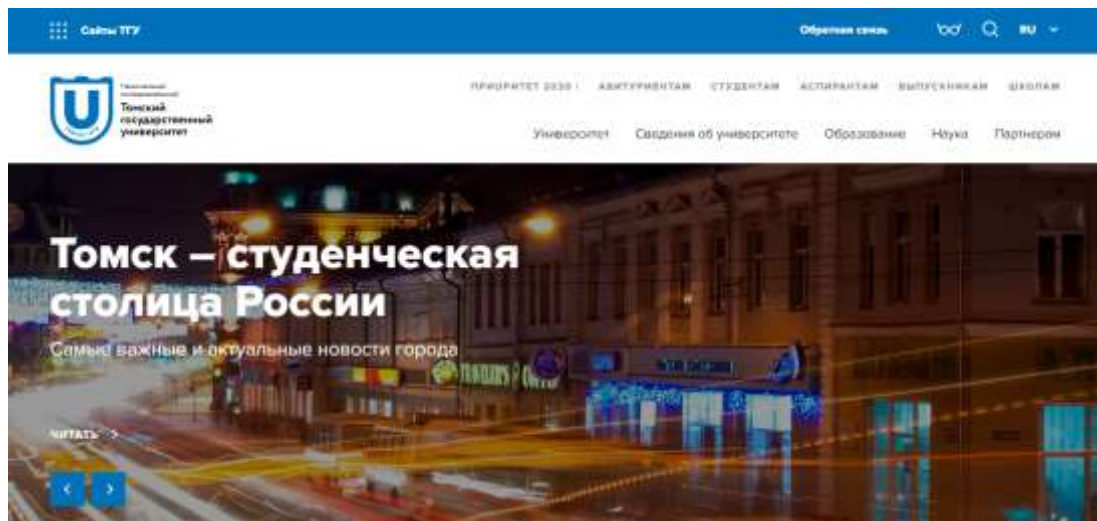 Сайты ТГУ
Обратная связь
RU
Томский
государственный
университет
ПРИОРИТЕТ 2030 АБИТУРИЕНТАМ СТУДЕНТАМ АСПИРАНТАМ ВЫПУСКНИКАМ ШКОЛАМ
Университет Сведения об университете Образование Наука Партнерам
Томск – студенческая
столица России
Самые важные и актуальные новости города
ЧИТАТЬ >